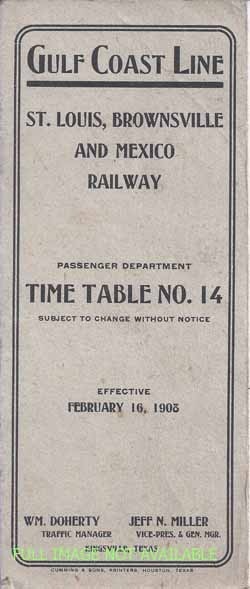 GULF COAST LINE
ST. LOUIS, BROWNSVILLE
AND MEXICO
RAILWAY
PASSENGER DEPARTMENT
TIME TABLE NO. 14
SUBJECT TO CHANGE WITHOUT NOTICE
EFFECTIVE
FEBRUARY 16, 1908
WM. DOHERTY JEFF N. MILLER
TRAFFIC MANAGER VICE-PRES. & GEN. MGR.
KINGSVILLE, TEXAS
FULL IMAGE NOT AVAILABLE
CUMMING & SONS, PRINTERS, HOUSTON, TEXAS